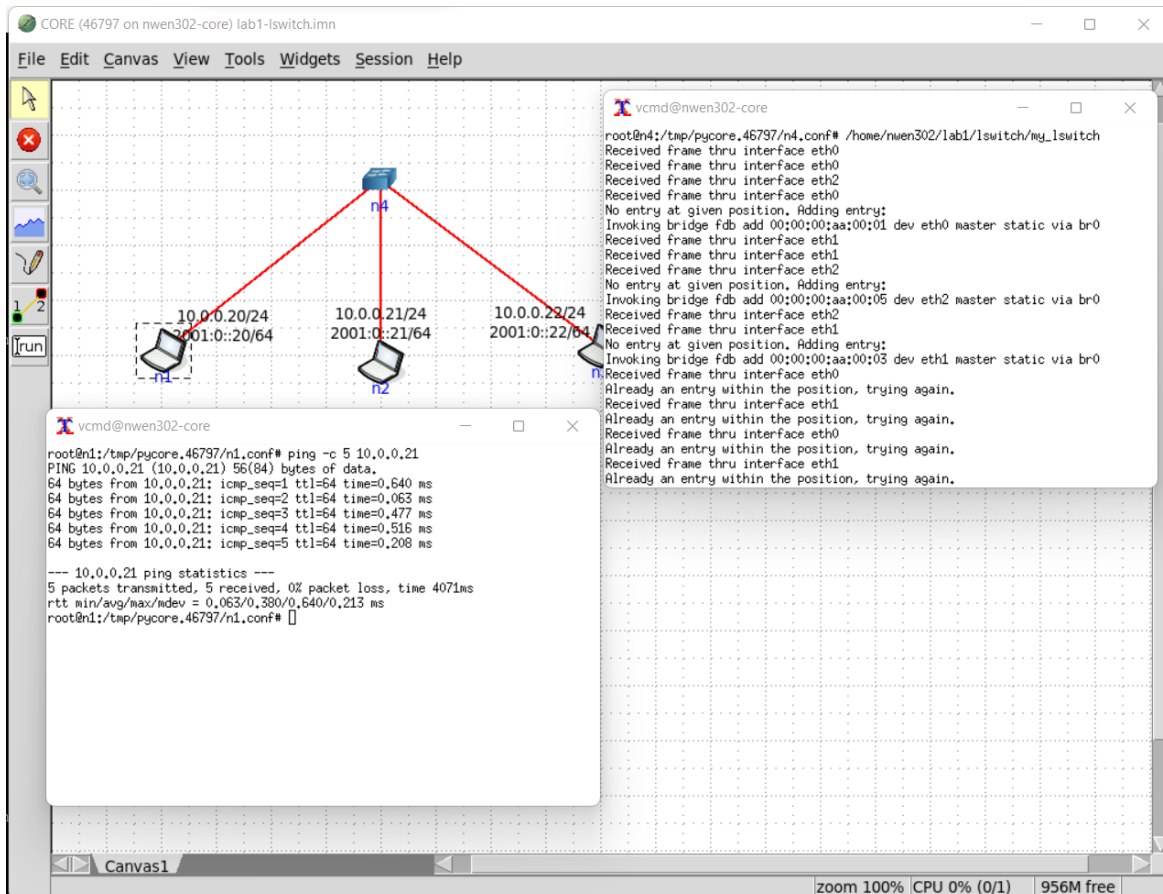 CORE (46797 on nwen302-core) lab1-lswitch.imn
File Edit Canvas View Tools Widgets Session Help
n4
10.0.0.20/24
2001:0::20/64
n1
10.0.0.21/24
2001:0::21/64
n2
10.0.0.22/24
2001:0::22/64
1 2
run
vcmd@nwen302-core
root@n4:/tmp/pycore.46797/n4.conf# /home/nwen302/lab1/lswitch/my_lswitch
Received frame thru interface eth0
Received frame thru interface eth0
Received frame thru interface eth2
Received frame thru interface eth0
No entry at given position. Adding entry:
Invoking bridge fdb add 00:00:00:aa:00:01 dev eth0 master static via br0
Received frame thru interface eth1
Received frame thru interface eth1
Received frame thru interface eth2
No entry at given position. Adding entry:
Invoking bridge fdb add 00:00:00:aa:00:05 dev eth2 master static via br0
Received frame thru interface eth2
Received frame thru interface eth1
No entry at given position. Adding entry:
Invoking bridge fdb add 00:00:00:aa:00:03 dev eth1 master static via br0
Received frame thru interface eth0
Already an entry within the position, trying again.
Received frame thru interface eth1
Already an entry within the position, trying again.
Received frame thru interface eth0
Already an entry within the position, trying again.
Received frame thru interface eth1
Already an entry within the position, trying again.
vcmd@nwen302-core
root@n1:/tmp/pycore.46797/n1.conf# ping -c 5 10.0.0.21
PING 10.0.0.21 (10.0.0.21) 56(84) bytes of data.
64 bytes from 10.0.0.21: icmp_seq=1 ttl=64 time=0.640 ms
64 bytes from 10.0.0.21: icmp_seq=2 ttl=64 time=0.063 ms
64 bytes from 10.0.0.21: icmp_seq=3 ttl=64 time=0.477 ms
64 bytes from 10.0.0.21: icmp_seq=4 ttl=64 time=0.516 ms
64 bytes from 10.0.0.21: icmp_seq=5 ttl=64 time=0.208 ms
--- 10.0.0.21 ping statistics ---
5 packets transmitted, 5 received, 0% packet loss, time 4071ms
rtt min/avg/max/mdev = 0.063/0.380/0.640/0.213 ms
root@n1:/tmp/pycore.46797/n1.conf#
Canvas1
zoom 100% CPU 0% (0/1) 956M free